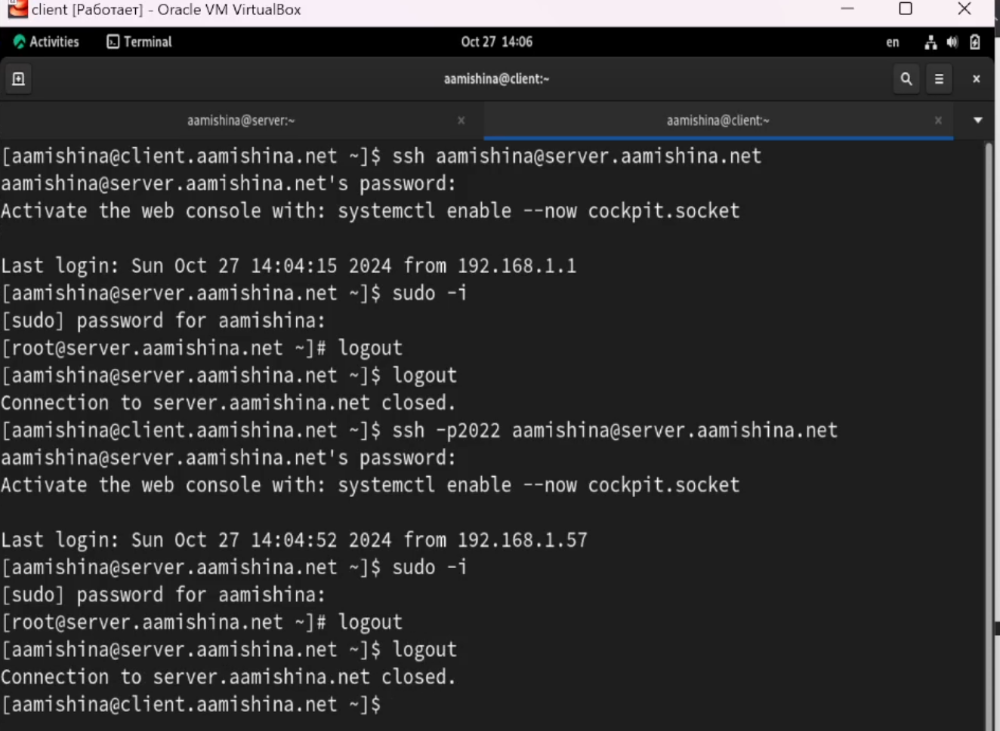 client [Работает] - Oracle VM VirtualBox
Activities Terminal Oct 27 14:06 en
aamishina@client:~
aamishina@server:~ aamishina@client:~
[aamishina@client.aamishina.net ~]$ ssh aamishina@server.aamishina.net
aamishina@server.aamishina.net's password:
Activate the web console with: systemctl enable --now cockpit.socket
Last login: Sun Oct 27 14:04:15 2024 from 192.168.1.1
[aamishina@server.aamishina.net ~]$ sudo -i
[sudo] password for aamishina:
[root@server.aamishina.net ~]# logout
[aamishina@server.aamishina.net ~]$ logout
Connection to server.aamishina.net closed.
[aamishina@client.aamishina.net ~]$ ssh -p2022 aamishina@server.aamishina.net
aamishina@server.aamishina.net's password:
Activate the web console with: systemctl enable --now cockpit.socket
Last login: Sun Oct 27 14:04:52 2024 from 192.168.1.57
[aamishina@server.aamishina.net ~]$ sudo -i
[sudo] password for aamishina:
[root@server.aamishina.net ~]# logout
[aamishina@server.aamishina.net ~]$ logout
Connection to server.aamishina.net closed.
[aamishina@client.aamishina.net ~]$